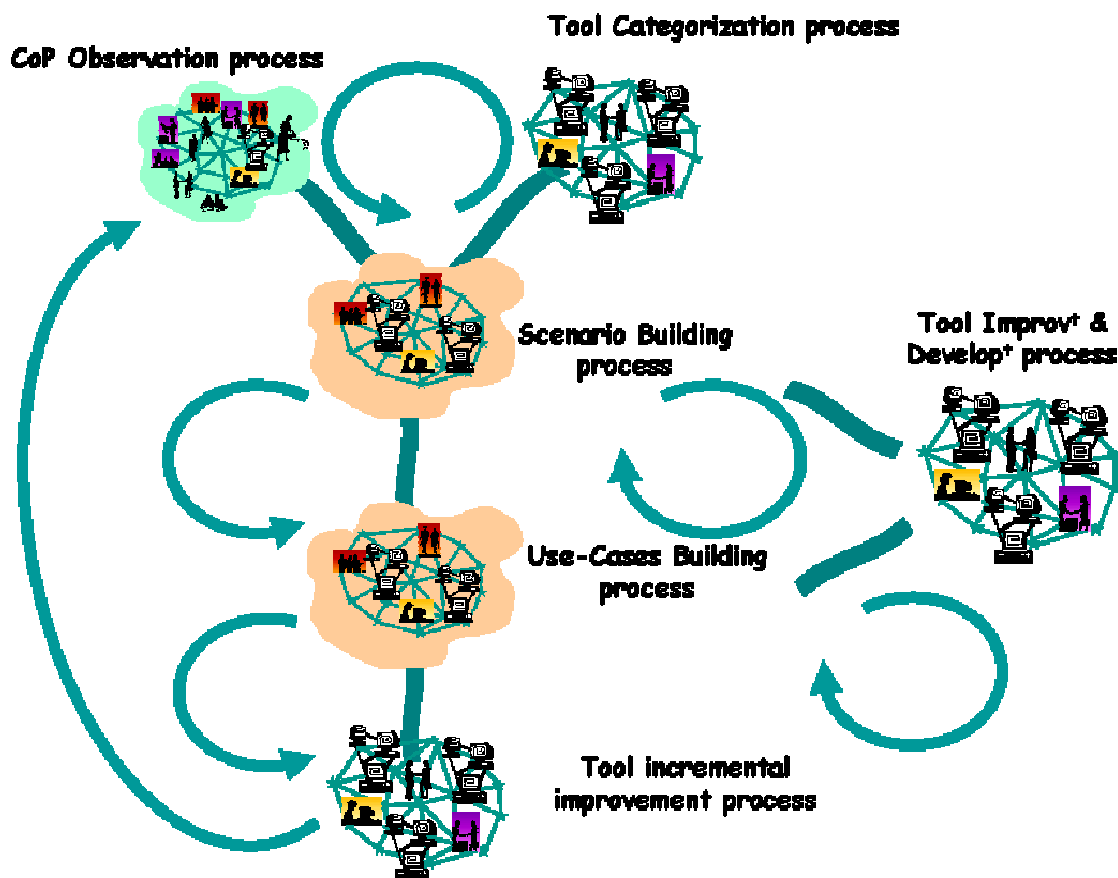 Tool Categorization process
CoP Observation process
Scenario Building
process
Tool Improv⁺ &
Develop⁺ process
Use-Cases Building
process
Tool incremental
improvement process